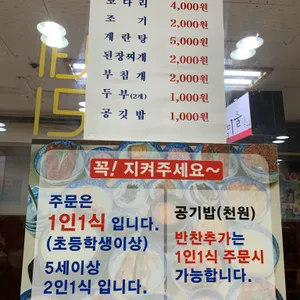 코 다 리 4,000원
조 기 2,000원
계 란 탕 5,000원
된장찌개 2,000원
부 침 개 2,000원
두 부(2개) 1,000원
공 깃 밥 1,000원
꼭! 지켜주세요~
주문은
1인1식 입니다.
(초등학생이상)
5세이상
2인1식 입니다.
공기밥(천원)
반찬추가는
1인1식 주문시
가능합니다.